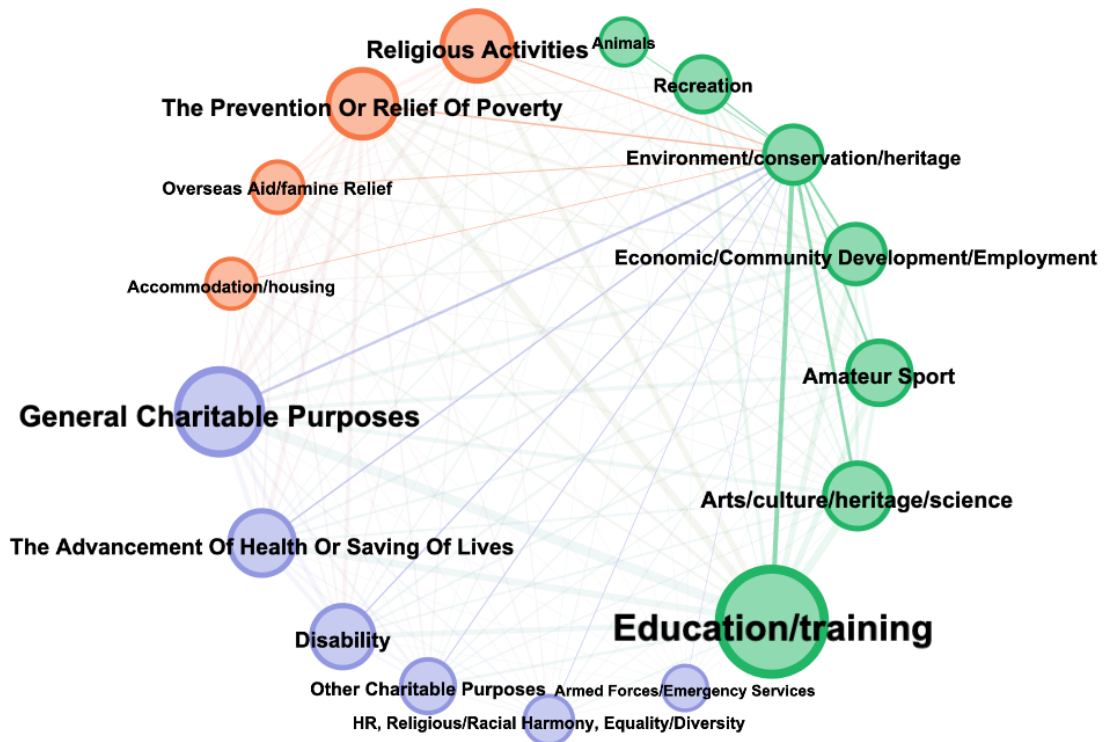 Animals
Religious Activities
Recreation
The Prevention Or Relief Of Poverty
Environment/conservation/heritage
Overseas Aid/famine Relief
Economic/Community Development/Employment
Accommodation/housing
Amateur Sport
General Charitable Purposes
Arts/culture/heritage/science
The Advancement Of Health Or Saving Of Lives
Education/training
Disability
Other Charitable Purposes
Armed Forces/Emergency Services
HR, Religious/Racial Harmony, Equality/Diversity